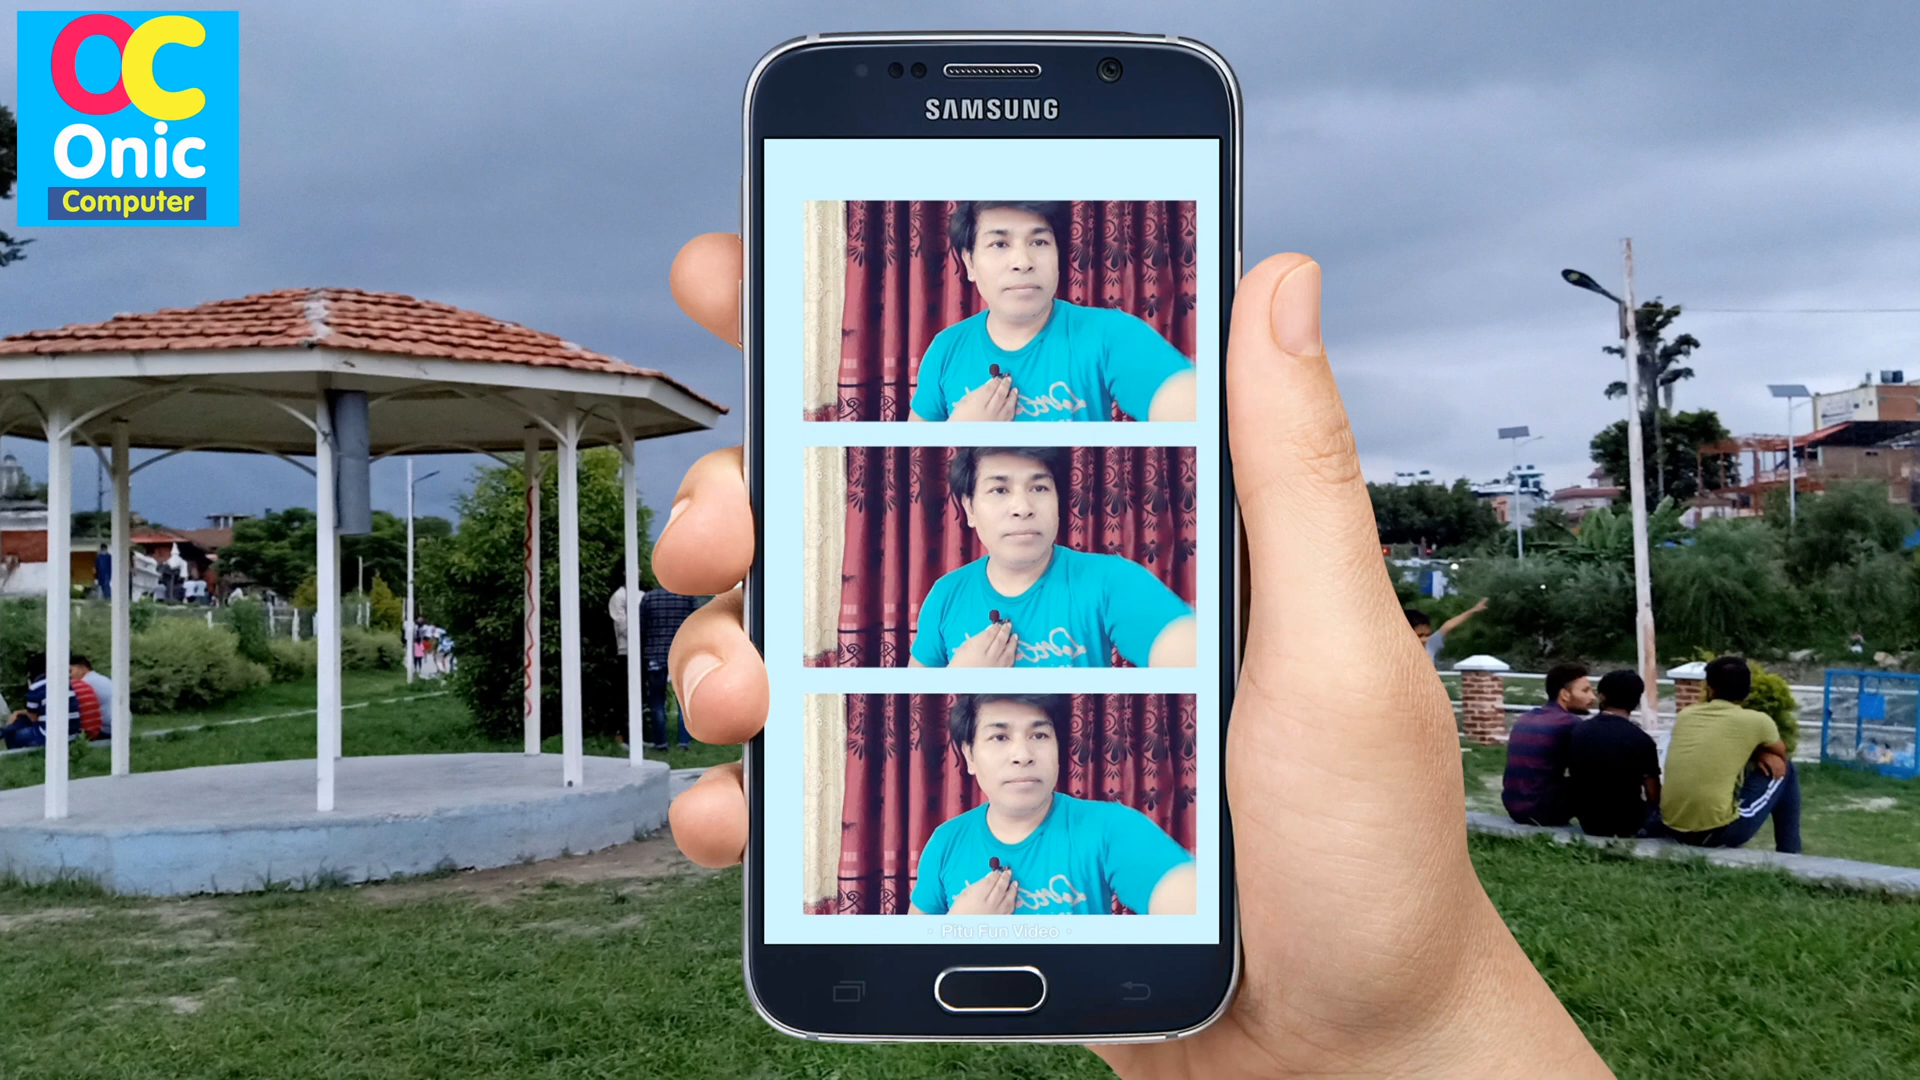 OC
Onic
Computer
SAMSUNG
· Pitu Fun Video ·